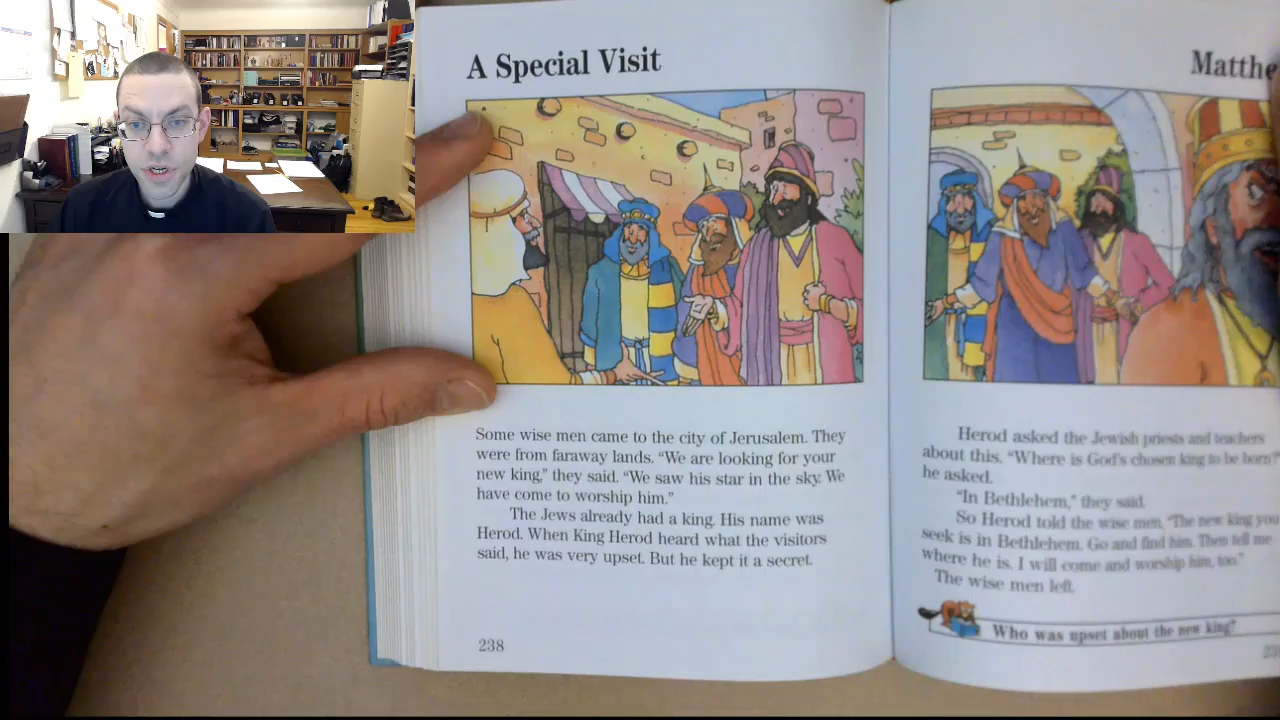 A Special Visit
Some wise men came to the city of Jerusalem. They
were from faraway lands. “We are looking for your
new king,” they said. “We saw his star in the sky. We
have come to worship him.”
The Jews already had a king. His name was
Herod. When King Herod heard what the visitors
said, he was very upset. But he kept it a secret.
238
Matthe
Herod asked the Jewish priests and teachers
about this. “Where is God's chosen king to be born?”
he asked.
“In Bethlehem,” they said.
So Herod told the wise men, “The new king you
seek is in Bethlehem. Go and find him. Then tell me
where he is. I will come and worship him, too.”
The wise men left.
Who was upset about the new king?